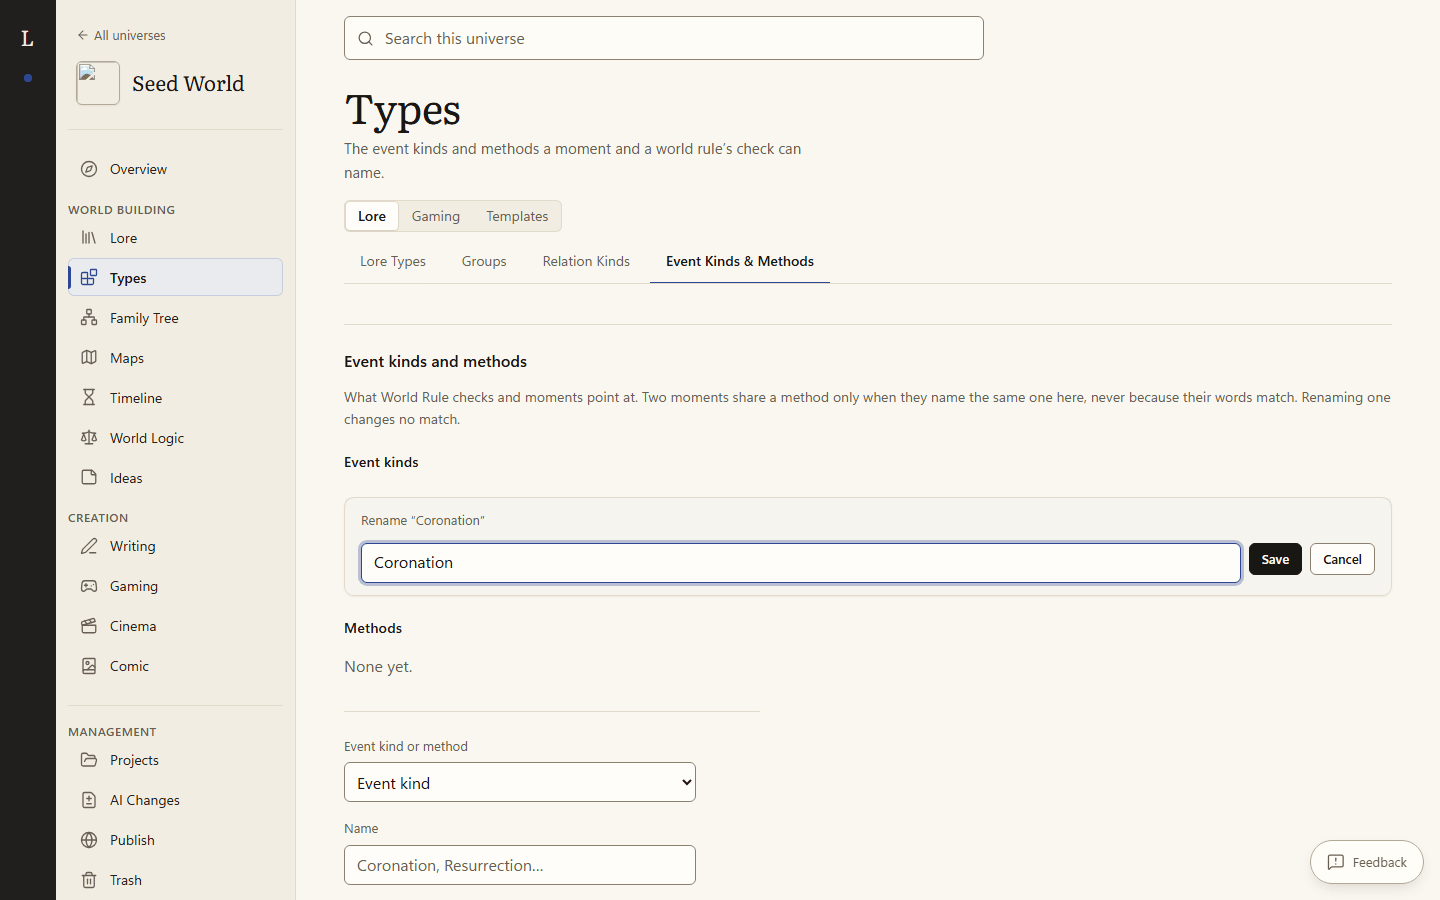 L
All universes
Seed World
Overview
WORLD BUILDING
Lore
Types
Family Tree
Maps
Timeline
World Logic
Ideas
CREATION
Writing
Gaming
Cinema
Comic
MANAGEMENT
Projects
AI Changes
Publish
Trash
Search this universe
Types
The event kinds and methods a moment and a world rule’s check can
name.
Lore Gaming Templates
Lore Types Groups Relation Kinds Event Kinds & Methods
Event kinds and methods
What World Rule checks and moments point at. Two moments share a method only when they name the same one here, never because their words match. Renaming one
changes no match.
Event kinds
Rename “Coronation”
Coronation Save Cancel
Methods
None yet.
Event kind or method
Event kind
Name
Coronation, Resurrection…
Feedback